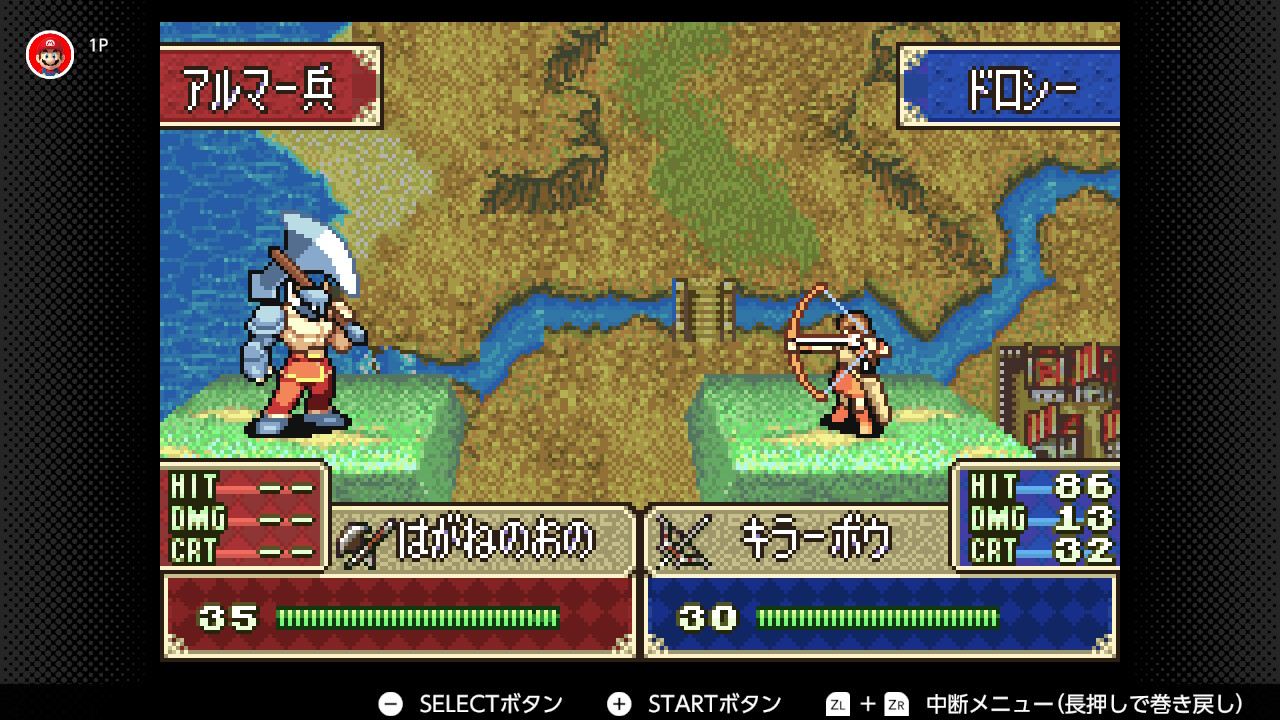 1P
アルマー兵
ドロシー
HIT --
DMG --
CRT --
はがねのおの
キラーボウ
HIT 86
DMG 13
CRT 32
35
30
SELECTボタン
STARTボタン
ZL + ZR 中断メニュー(長押しで巻き戻し)